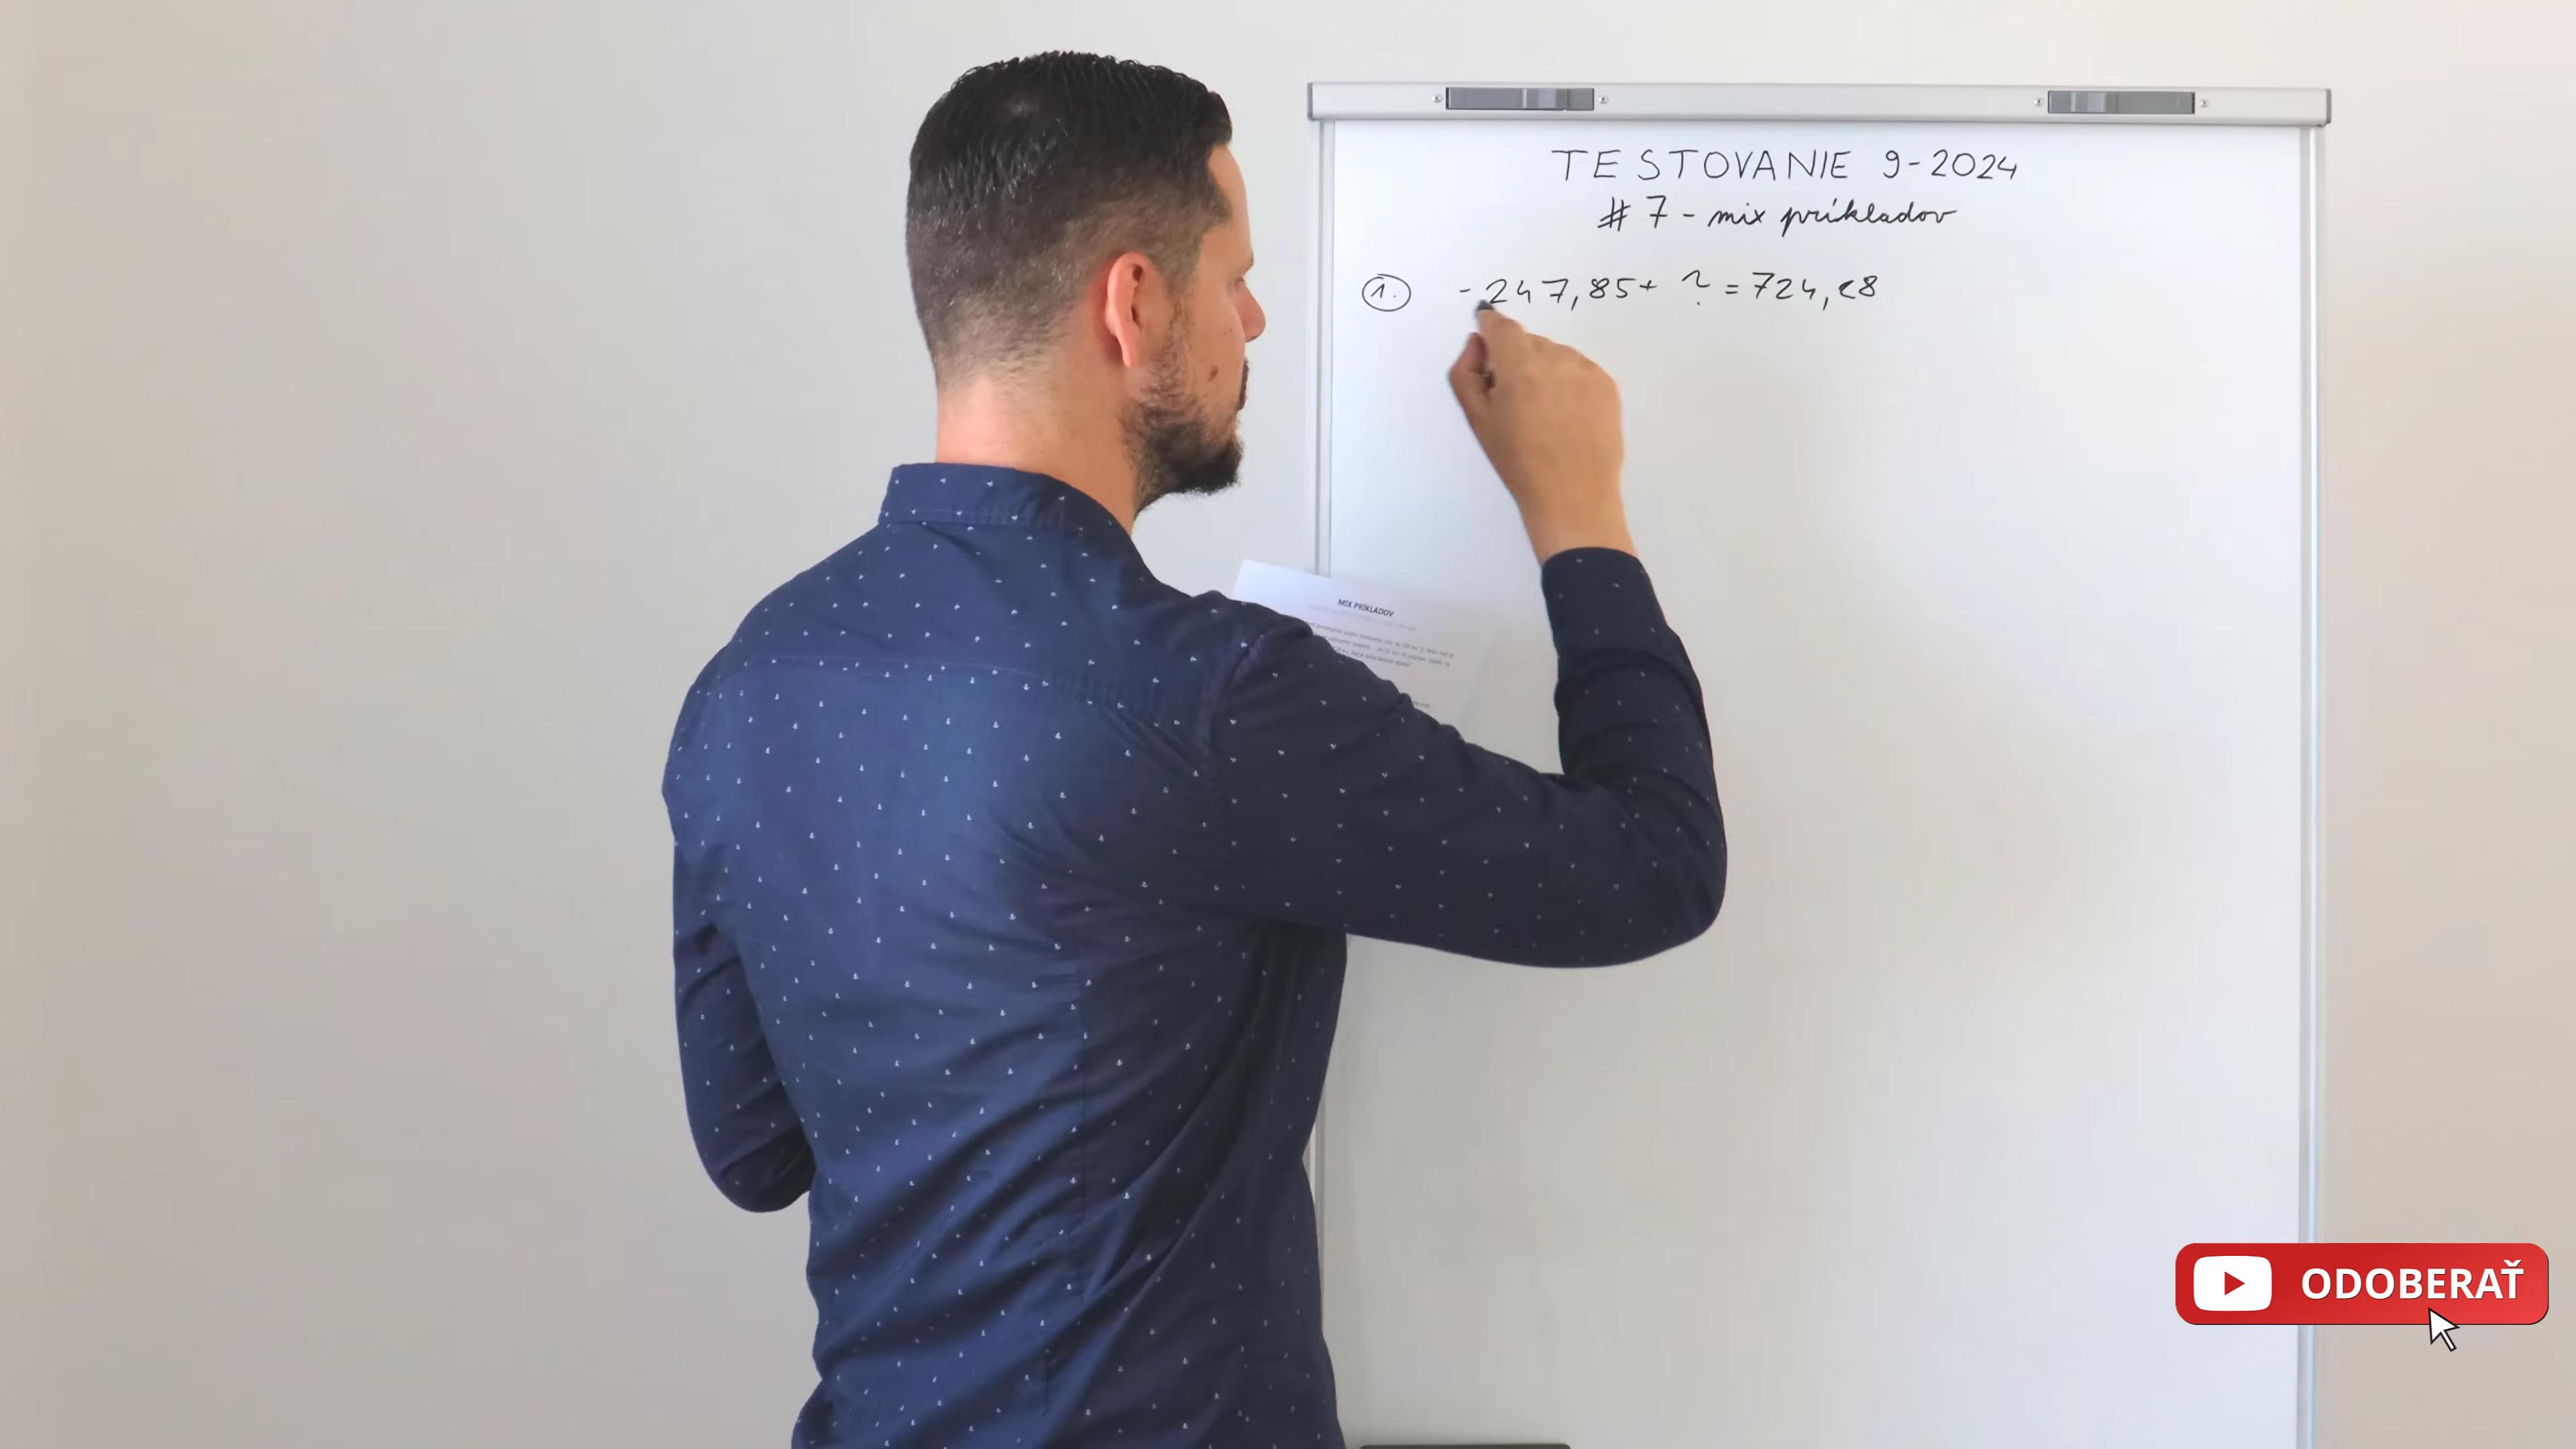 TESTOVANIE 9-2024
# 7 - mix príkladov
1. -247,85 + ? = 724,28
MIX PRÍKLADOV
ODOBERAŤ